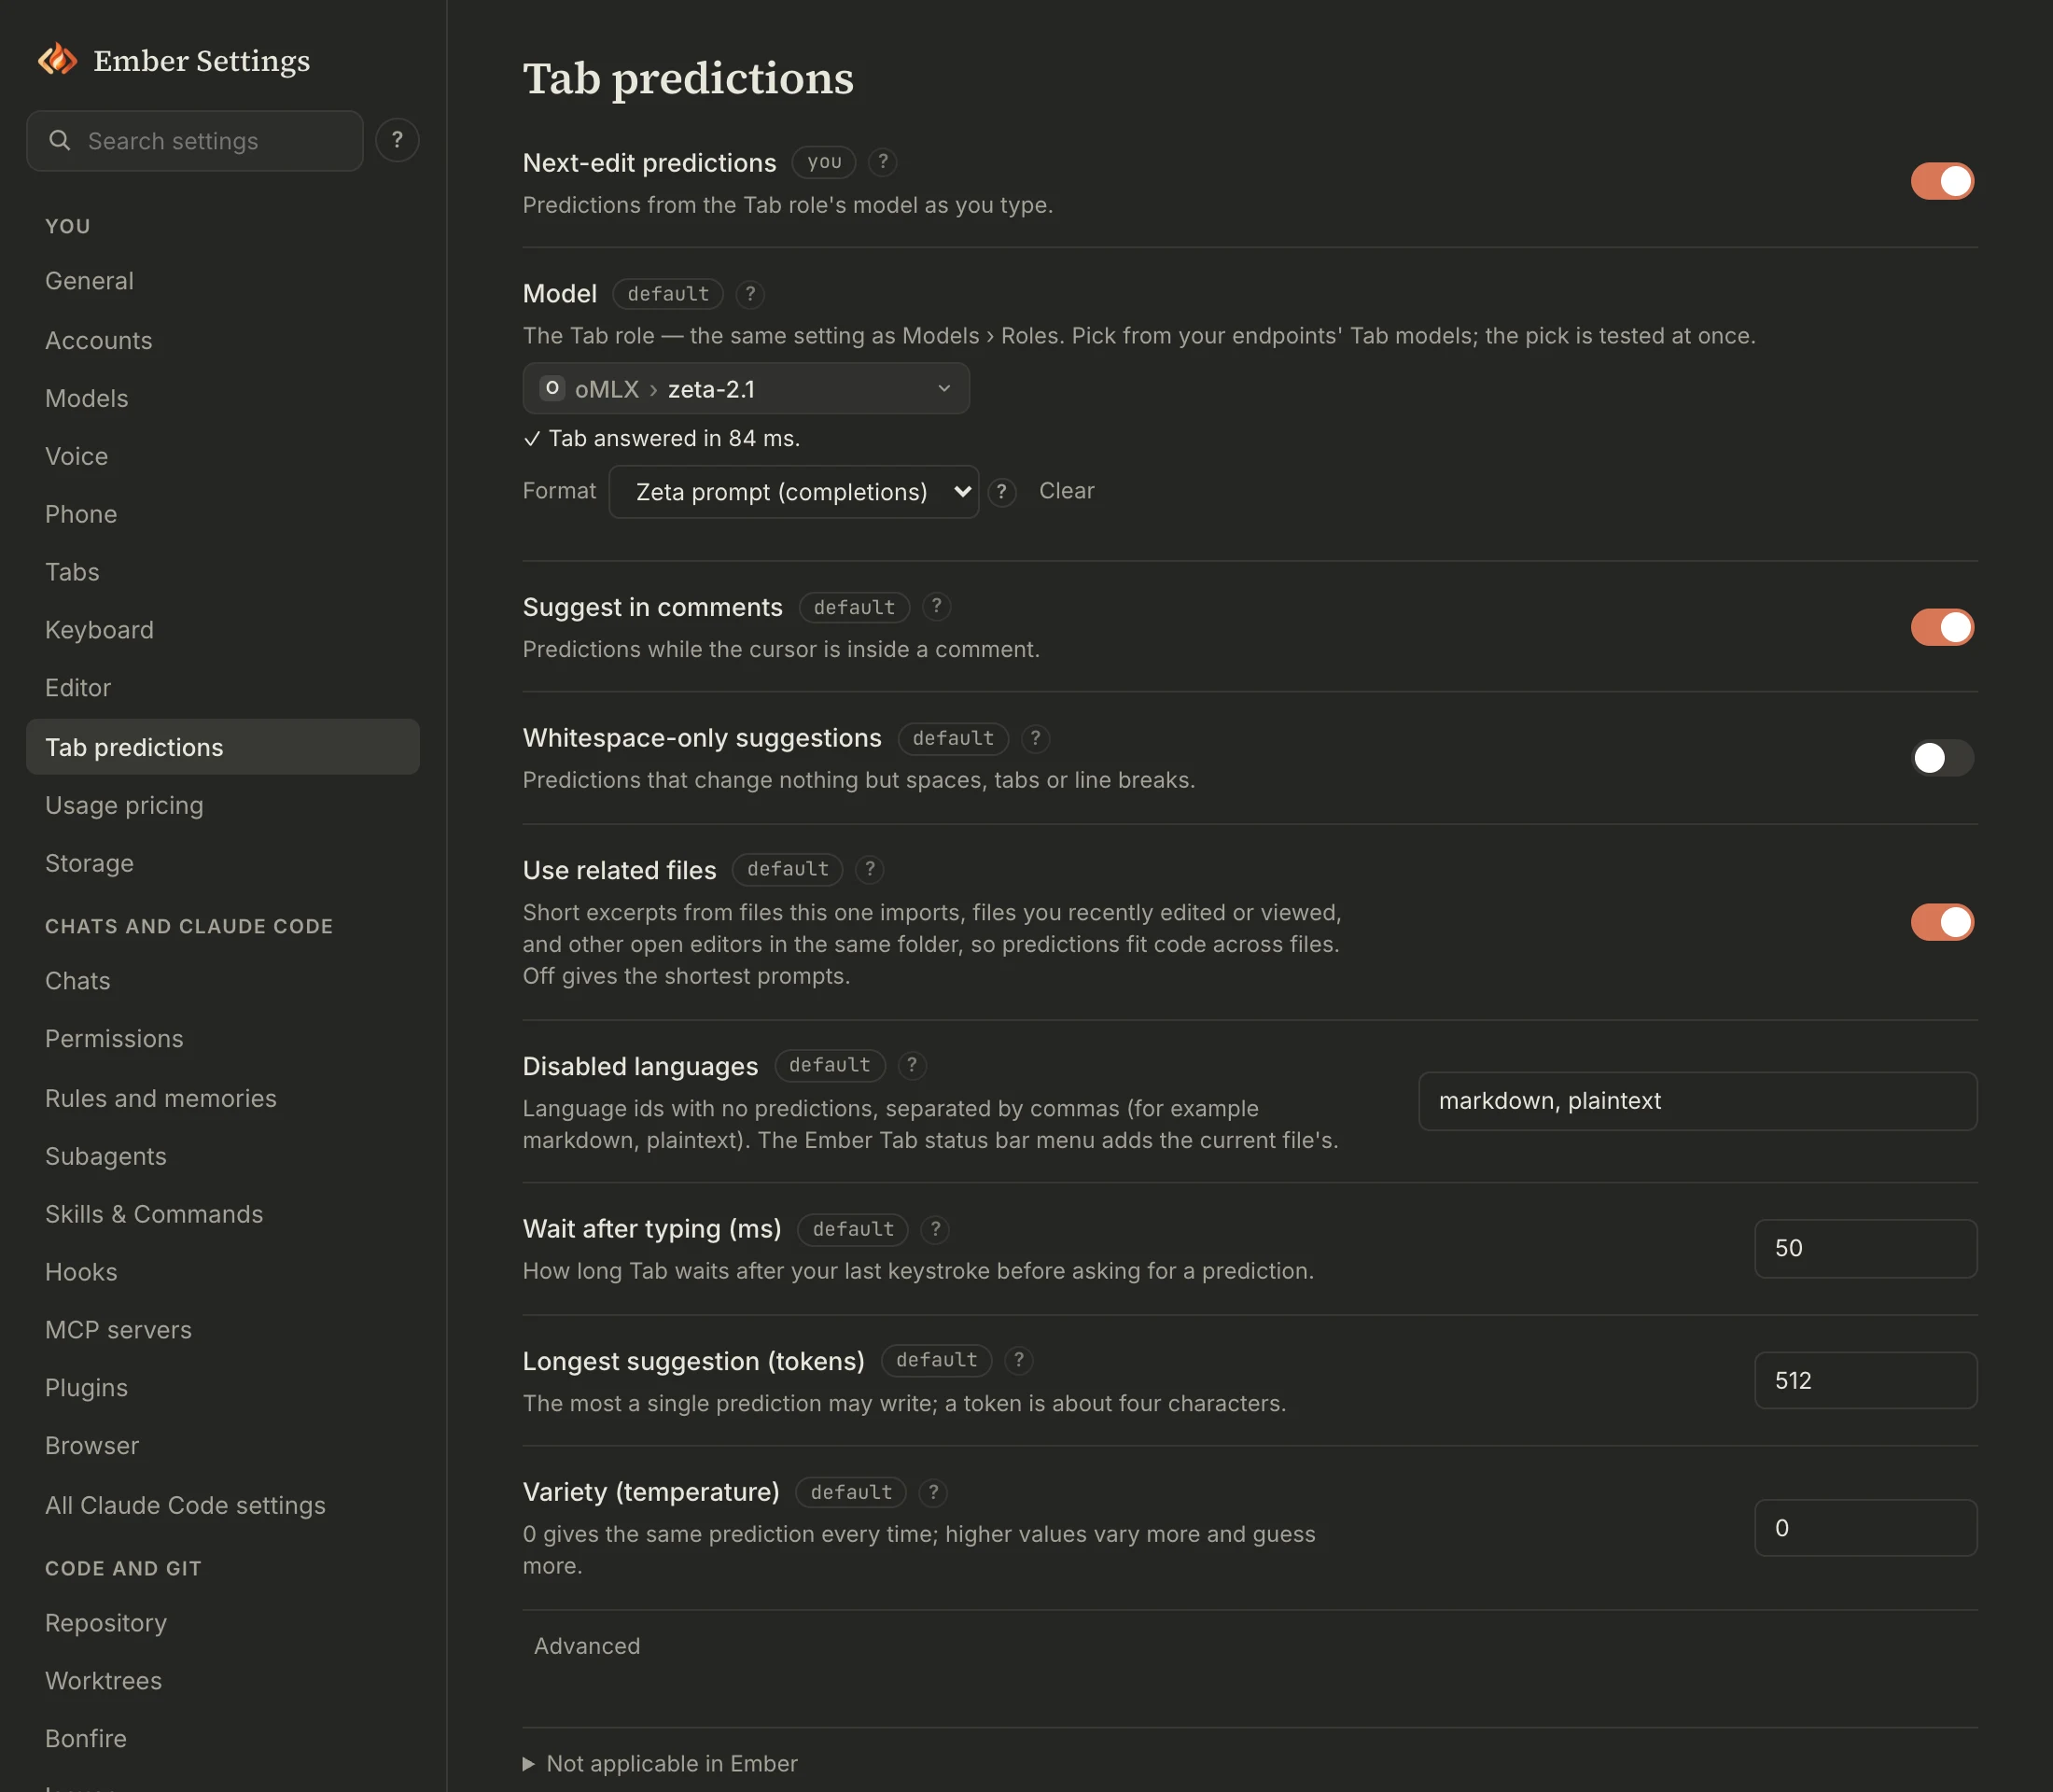 Ember Settings
Search settings
?
YOU
General
Accounts
Models
Voice
Phone
Tabs
Keyboard
Editor
Tab predictions
Usage pricing
Storage
CHATS AND CLAUDE CODE
Chats
Permissions
Rules and memories
Subagents
Skills & Commands
Hooks
MCP servers
Plugins
Browser
All Claude Code settings
CODE AND GIT
Repository
Worktrees
Bonfire
Tab predictions
Next-edit predictions you ?
Predictions from the Tab role's model as you type.
Model default ?
The Tab role — the same setting as Models › Roles. Pick from your endpoints' Tab models; the pick is tested at once.
O oMLX › zeta-2.1
✓ Tab answered in 84 ms.
Format Zeta prompt (completions) ? Clear
Suggest in comments default ?
Predictions while the cursor is inside a comment.
Whitespace-only suggestions default ?
Predictions that change nothing but spaces, tabs or line breaks.
Use related files default ?
Short excerpts from files this one imports, files you recently edited or viewed,
and other open editors in the same folder, so predictions fit code across files.
Off gives the shortest prompts.
Disabled languages default ?
Language ids with no predictions, separated by commas (for example
markdown, plaintext). The Ember Tab status bar menu adds the current file's.
markdown, plaintext
Wait after typing (ms) default ?
How long Tab waits after your last keystroke before asking for a prediction.
50
Longest suggestion (tokens) default ?
The most a single prediction may write; a token is about four characters.
512
Variety (temperature) default ?
0 gives the same prediction every time; higher values vary more and guess
more.
0
Advanced
▶ Not applicable in Ember